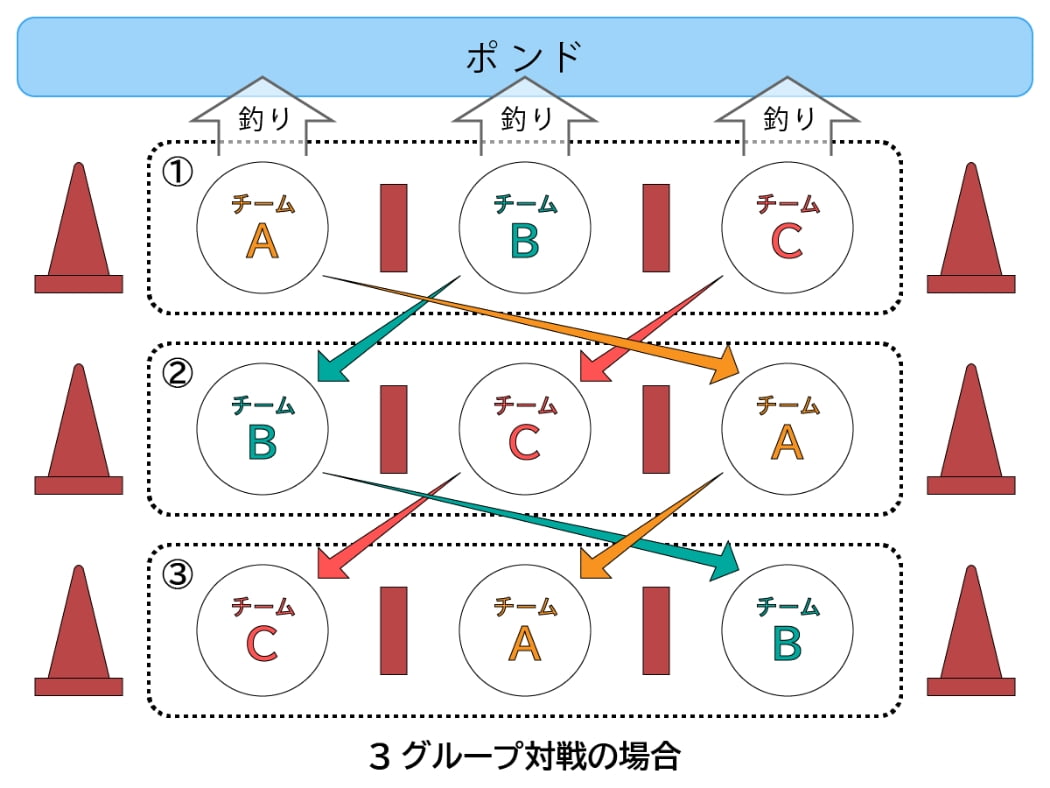 ポンド
釣り 釣り 釣り
①
チーム チーム チーム
A B C
②
チーム チーム チーム
B C A
③
チーム チーム チーム
C A B
3 グループ対戦の場合